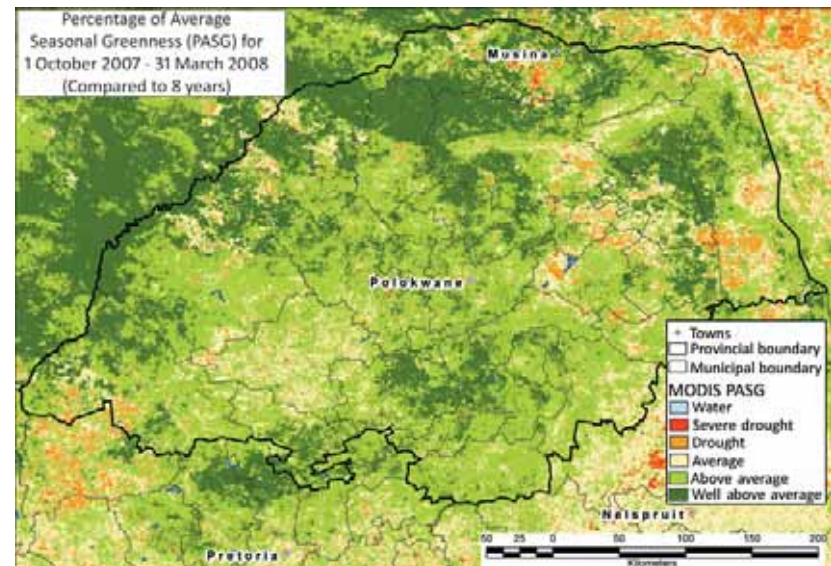 Percentage of Average
Seasonal Greenness (PASG) for
1 October 2007 - 31 March 2008
(Compared to 8 years)
Musina
Polokwane
Towns
Provincial boundary
Municipal boundary
MODIS PASG
Water
Severe drought
Drought
Average
Above average
Well above average
Nelspruit
Pretoria
50 25 0 50 100 150 200
Kilometers